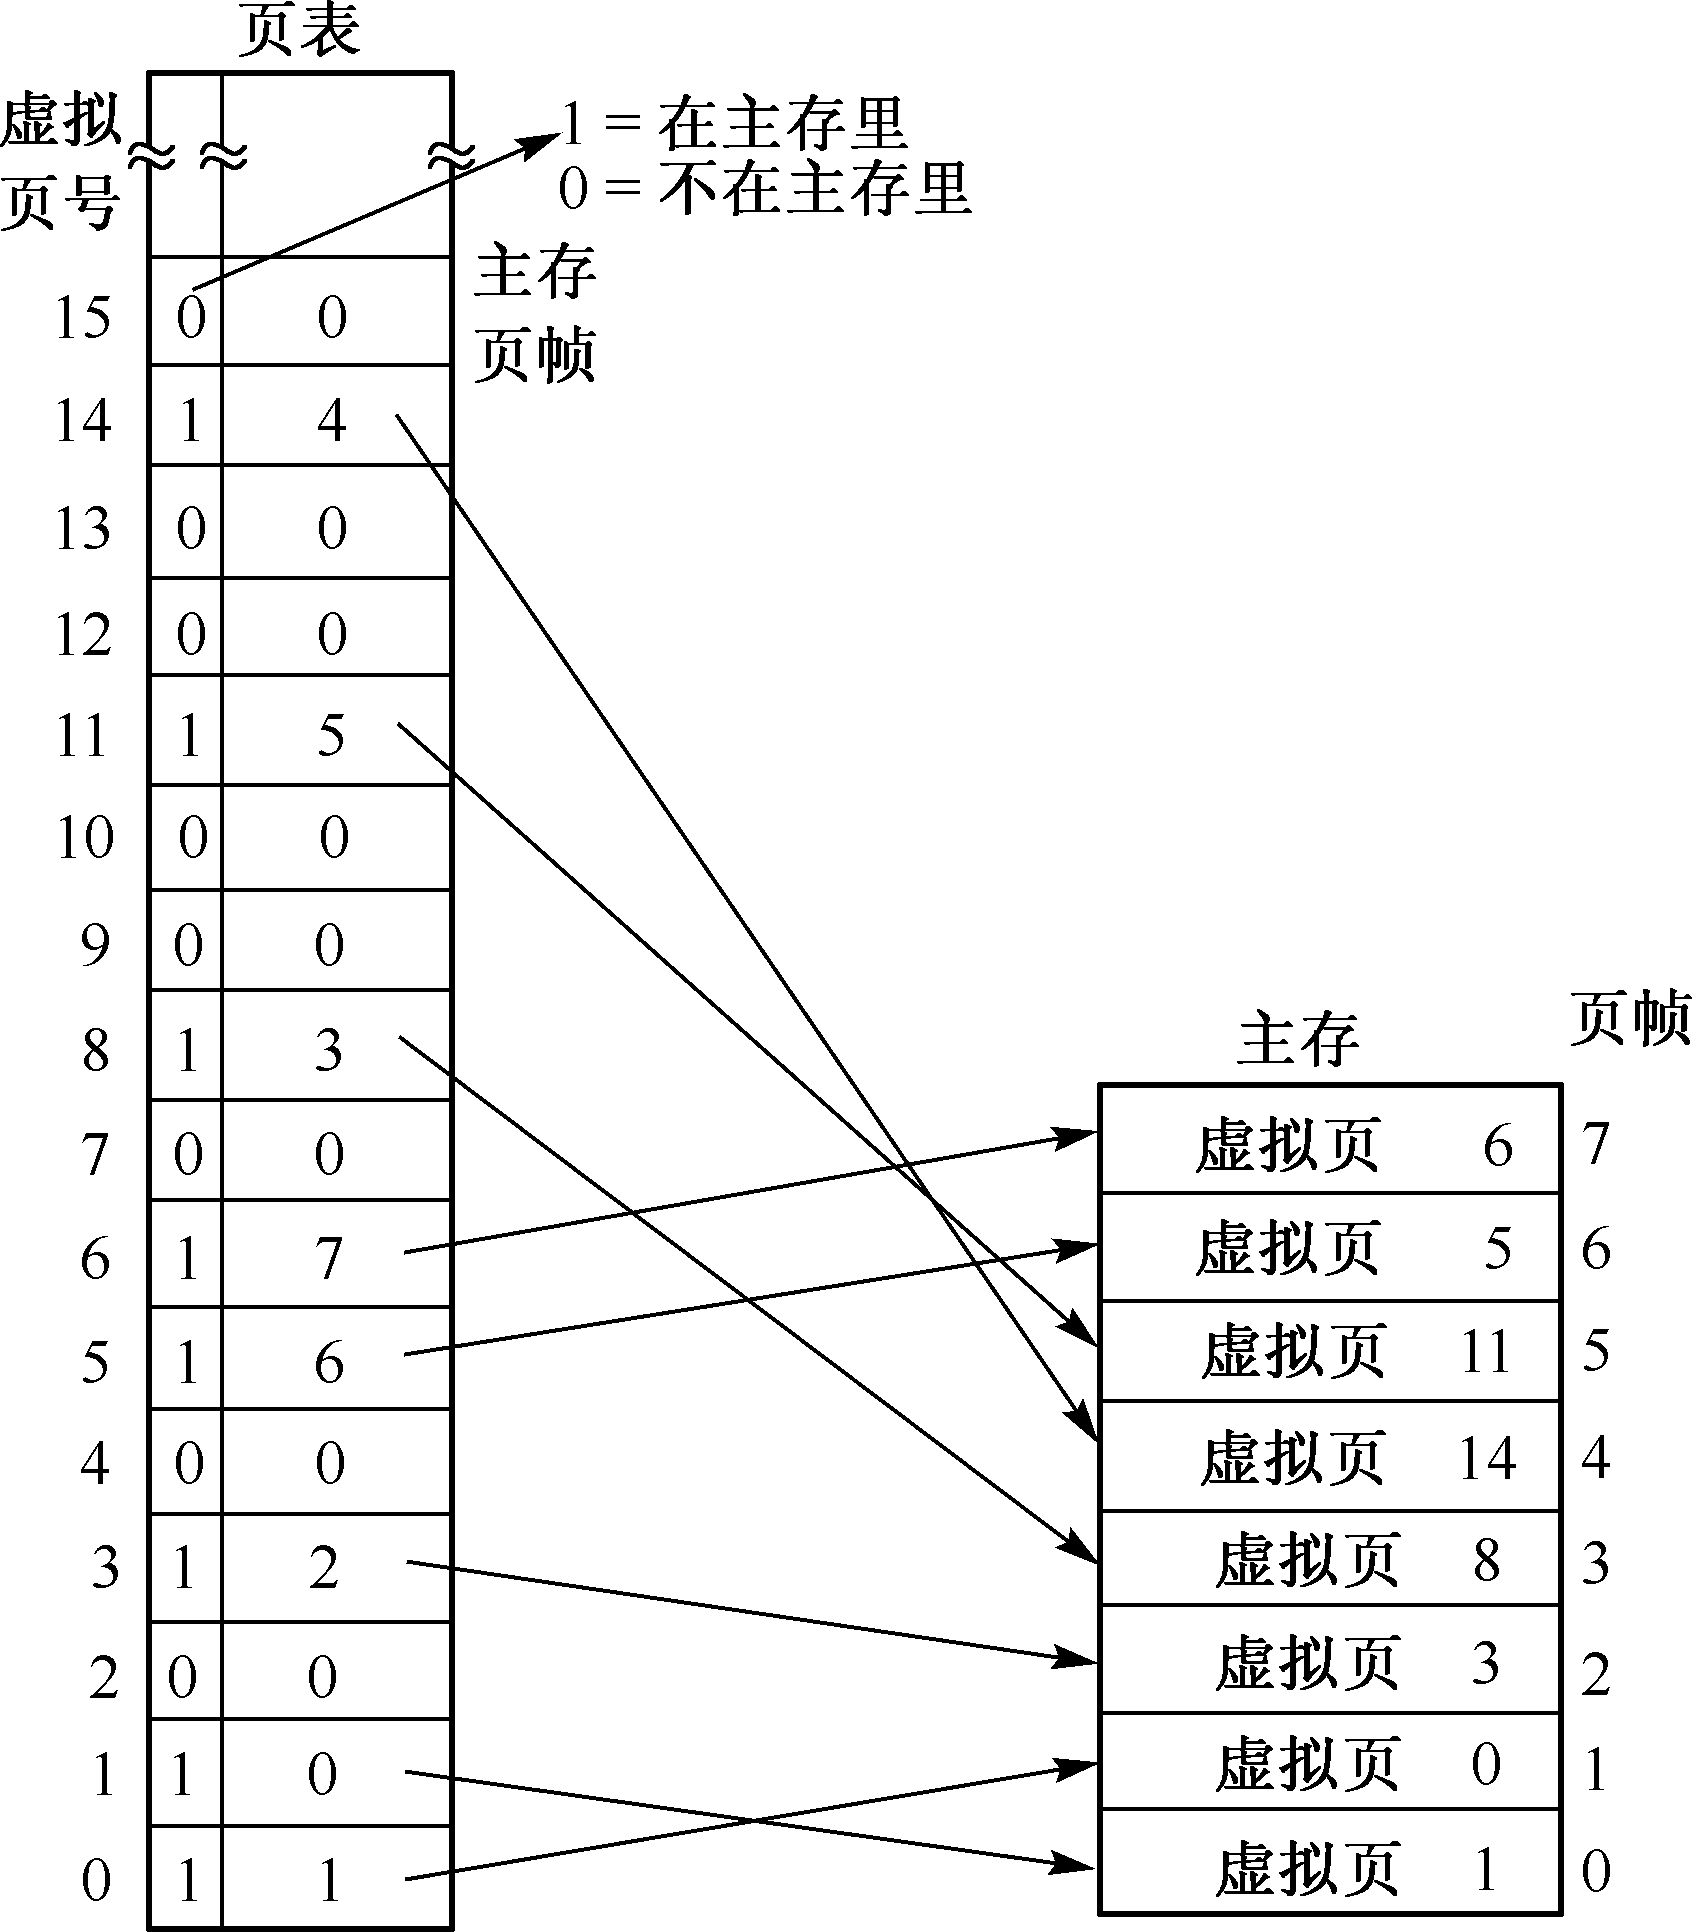 页表
虚拟
页号
1 = 在主存里
0 = 不在主存里
主存
页帧
15 0 0
14 1 4
13 0 0
12 0 0
11 1 5
10 0 0
9 0 0
8 1 3
7 0 0
6 1 7
5 1 6
4 0 0
3 1 2
2 0 0
1 1 0
0 1 1
主存
页帧
虚拟页 6 7
虚拟页 5 6
虚拟页 11 5
虚拟页 14 4
虚拟页 8 3
虚拟页 3 2
虚拟页 0 1
虚拟页 1 0